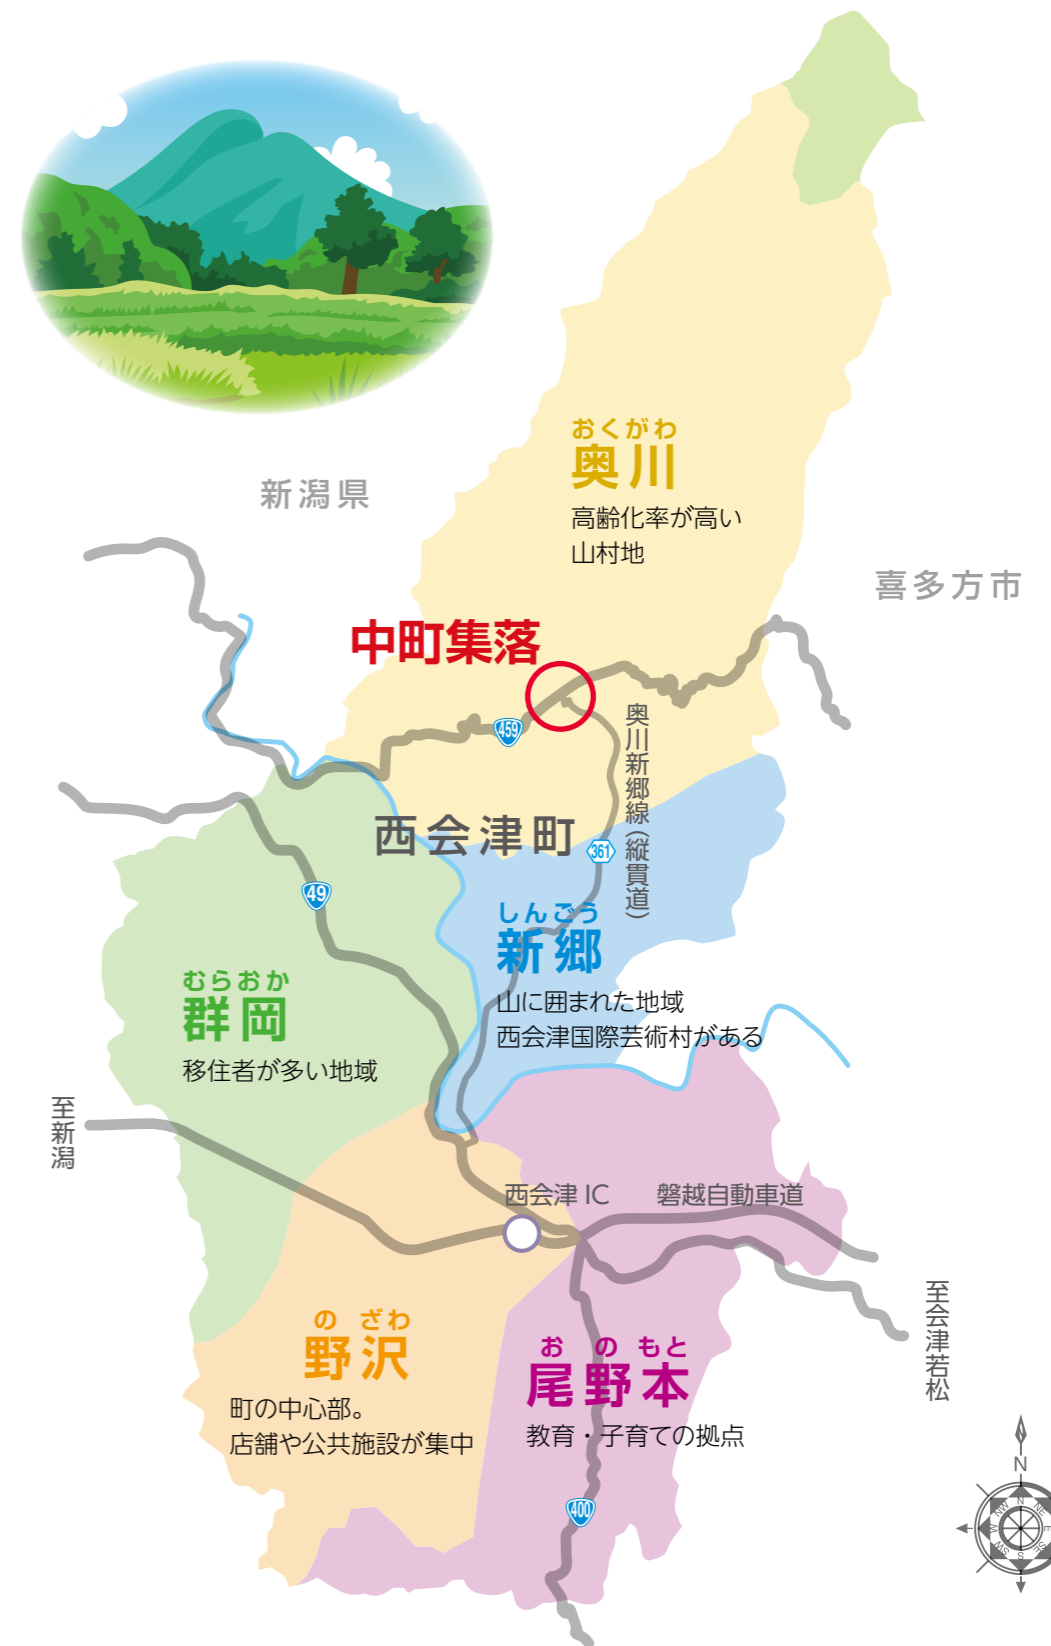 おくがわ
奥川
高齢化率が高い
山村地
新潟県
喜多方市
中町集落
459
奥川新郷線（縦貫道）
西会津町
361
49
しんごう
新郷
山に囲まれた地域
西会津国際芸術村がある
むらおか
群岡
移住者が多い地域
至新潟
西会津 IC
磐越自動車道
至会津若松
の ざわ
野沢
町の中心部。
店舗や公共施設が集中
お の もと
尾野本
教育・子育ての拠点
400
N
N
NE
E
SE
S
SW
W
NW